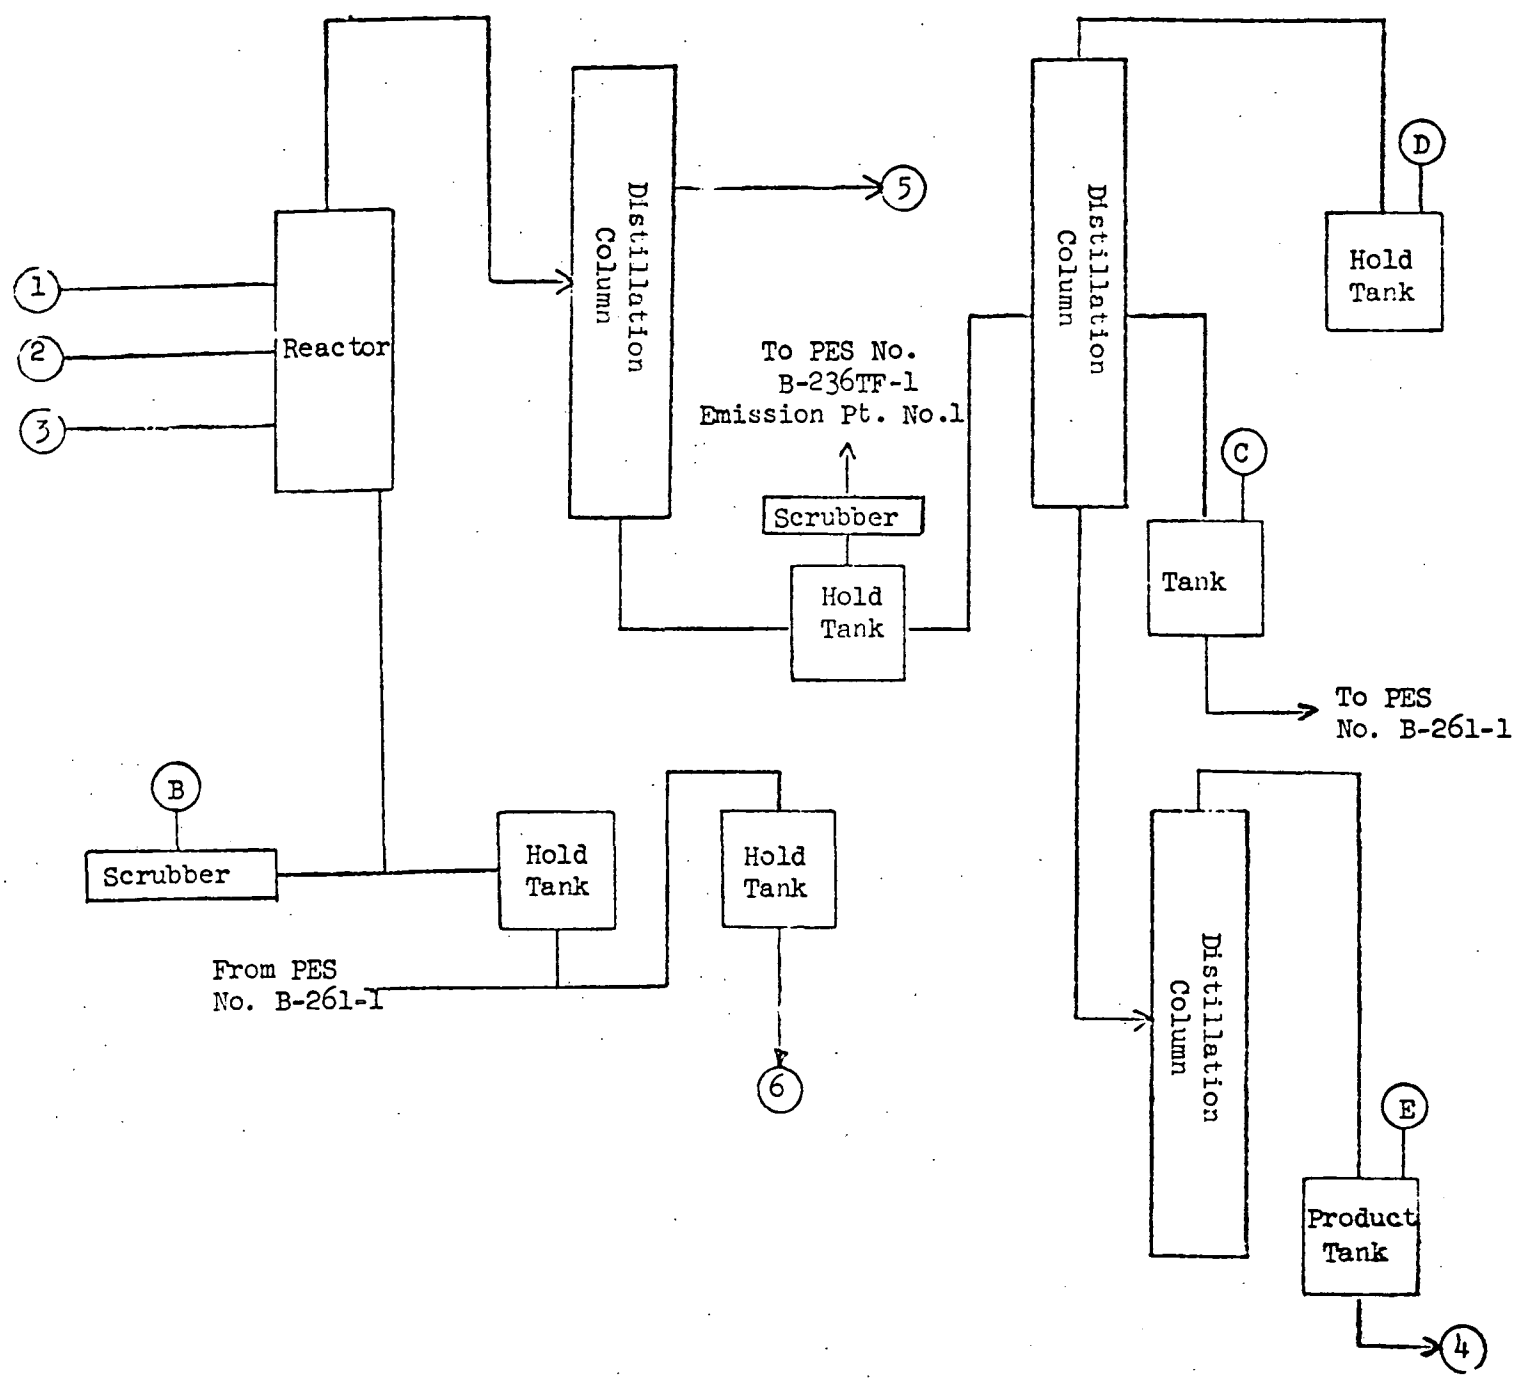 D
5
Distillation
Column
Distillation
Column
Hold
Tank
1
2
Reactor
3
To PES No.
B-236TF-1
Emission Pt. No.1
C
Scrubber
Tank
Hold
Tank
To PES
No. B-261-1
B
Scrubber
Hold
Tank
Hold
Tank
From PES
No. B-261-1
Distillation
Column
6
E
Product
Tank
4